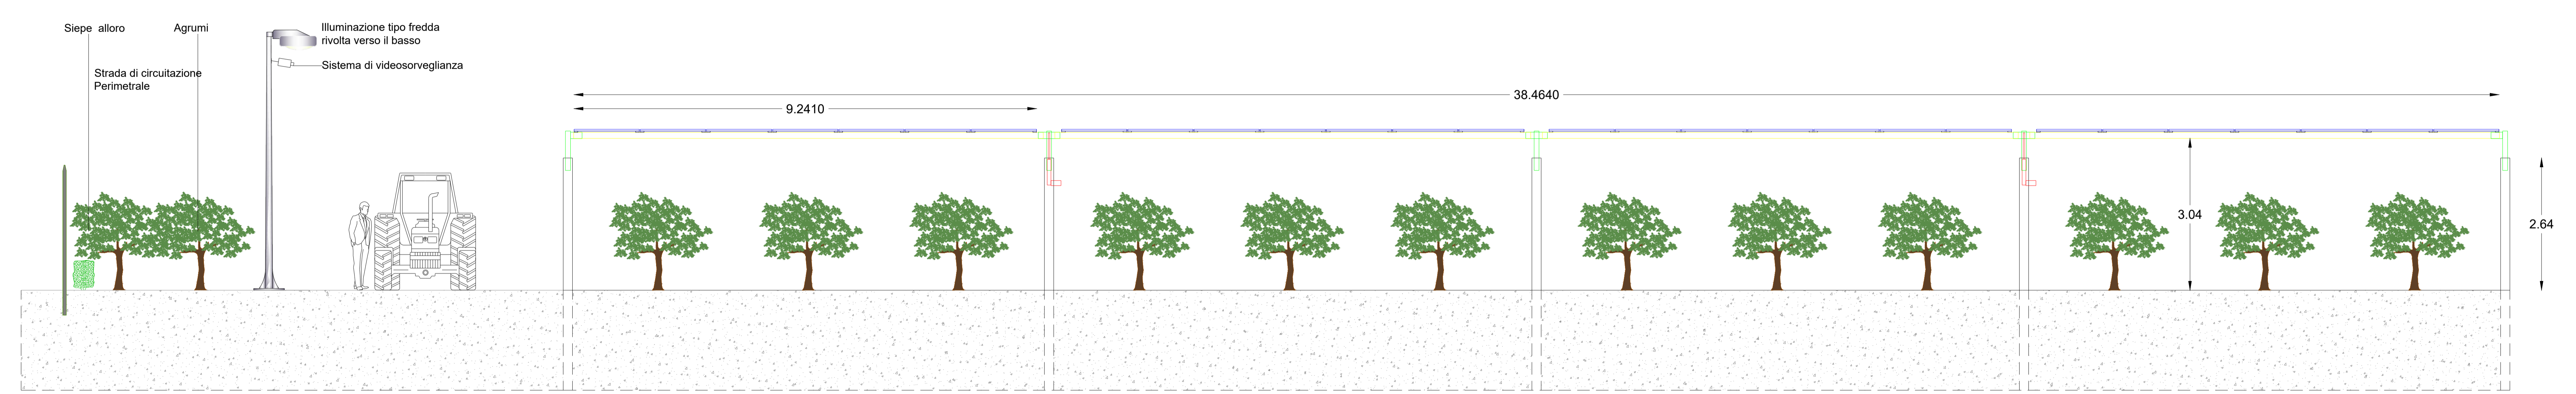 Siepe alloro
Agrumi
Illuminazione tipo fredda
rivolta verso il basso
Sistema di videosorveglianza
Strada di circuitazione
Perimetrale
38.4640
9.2410
3.04
2.64